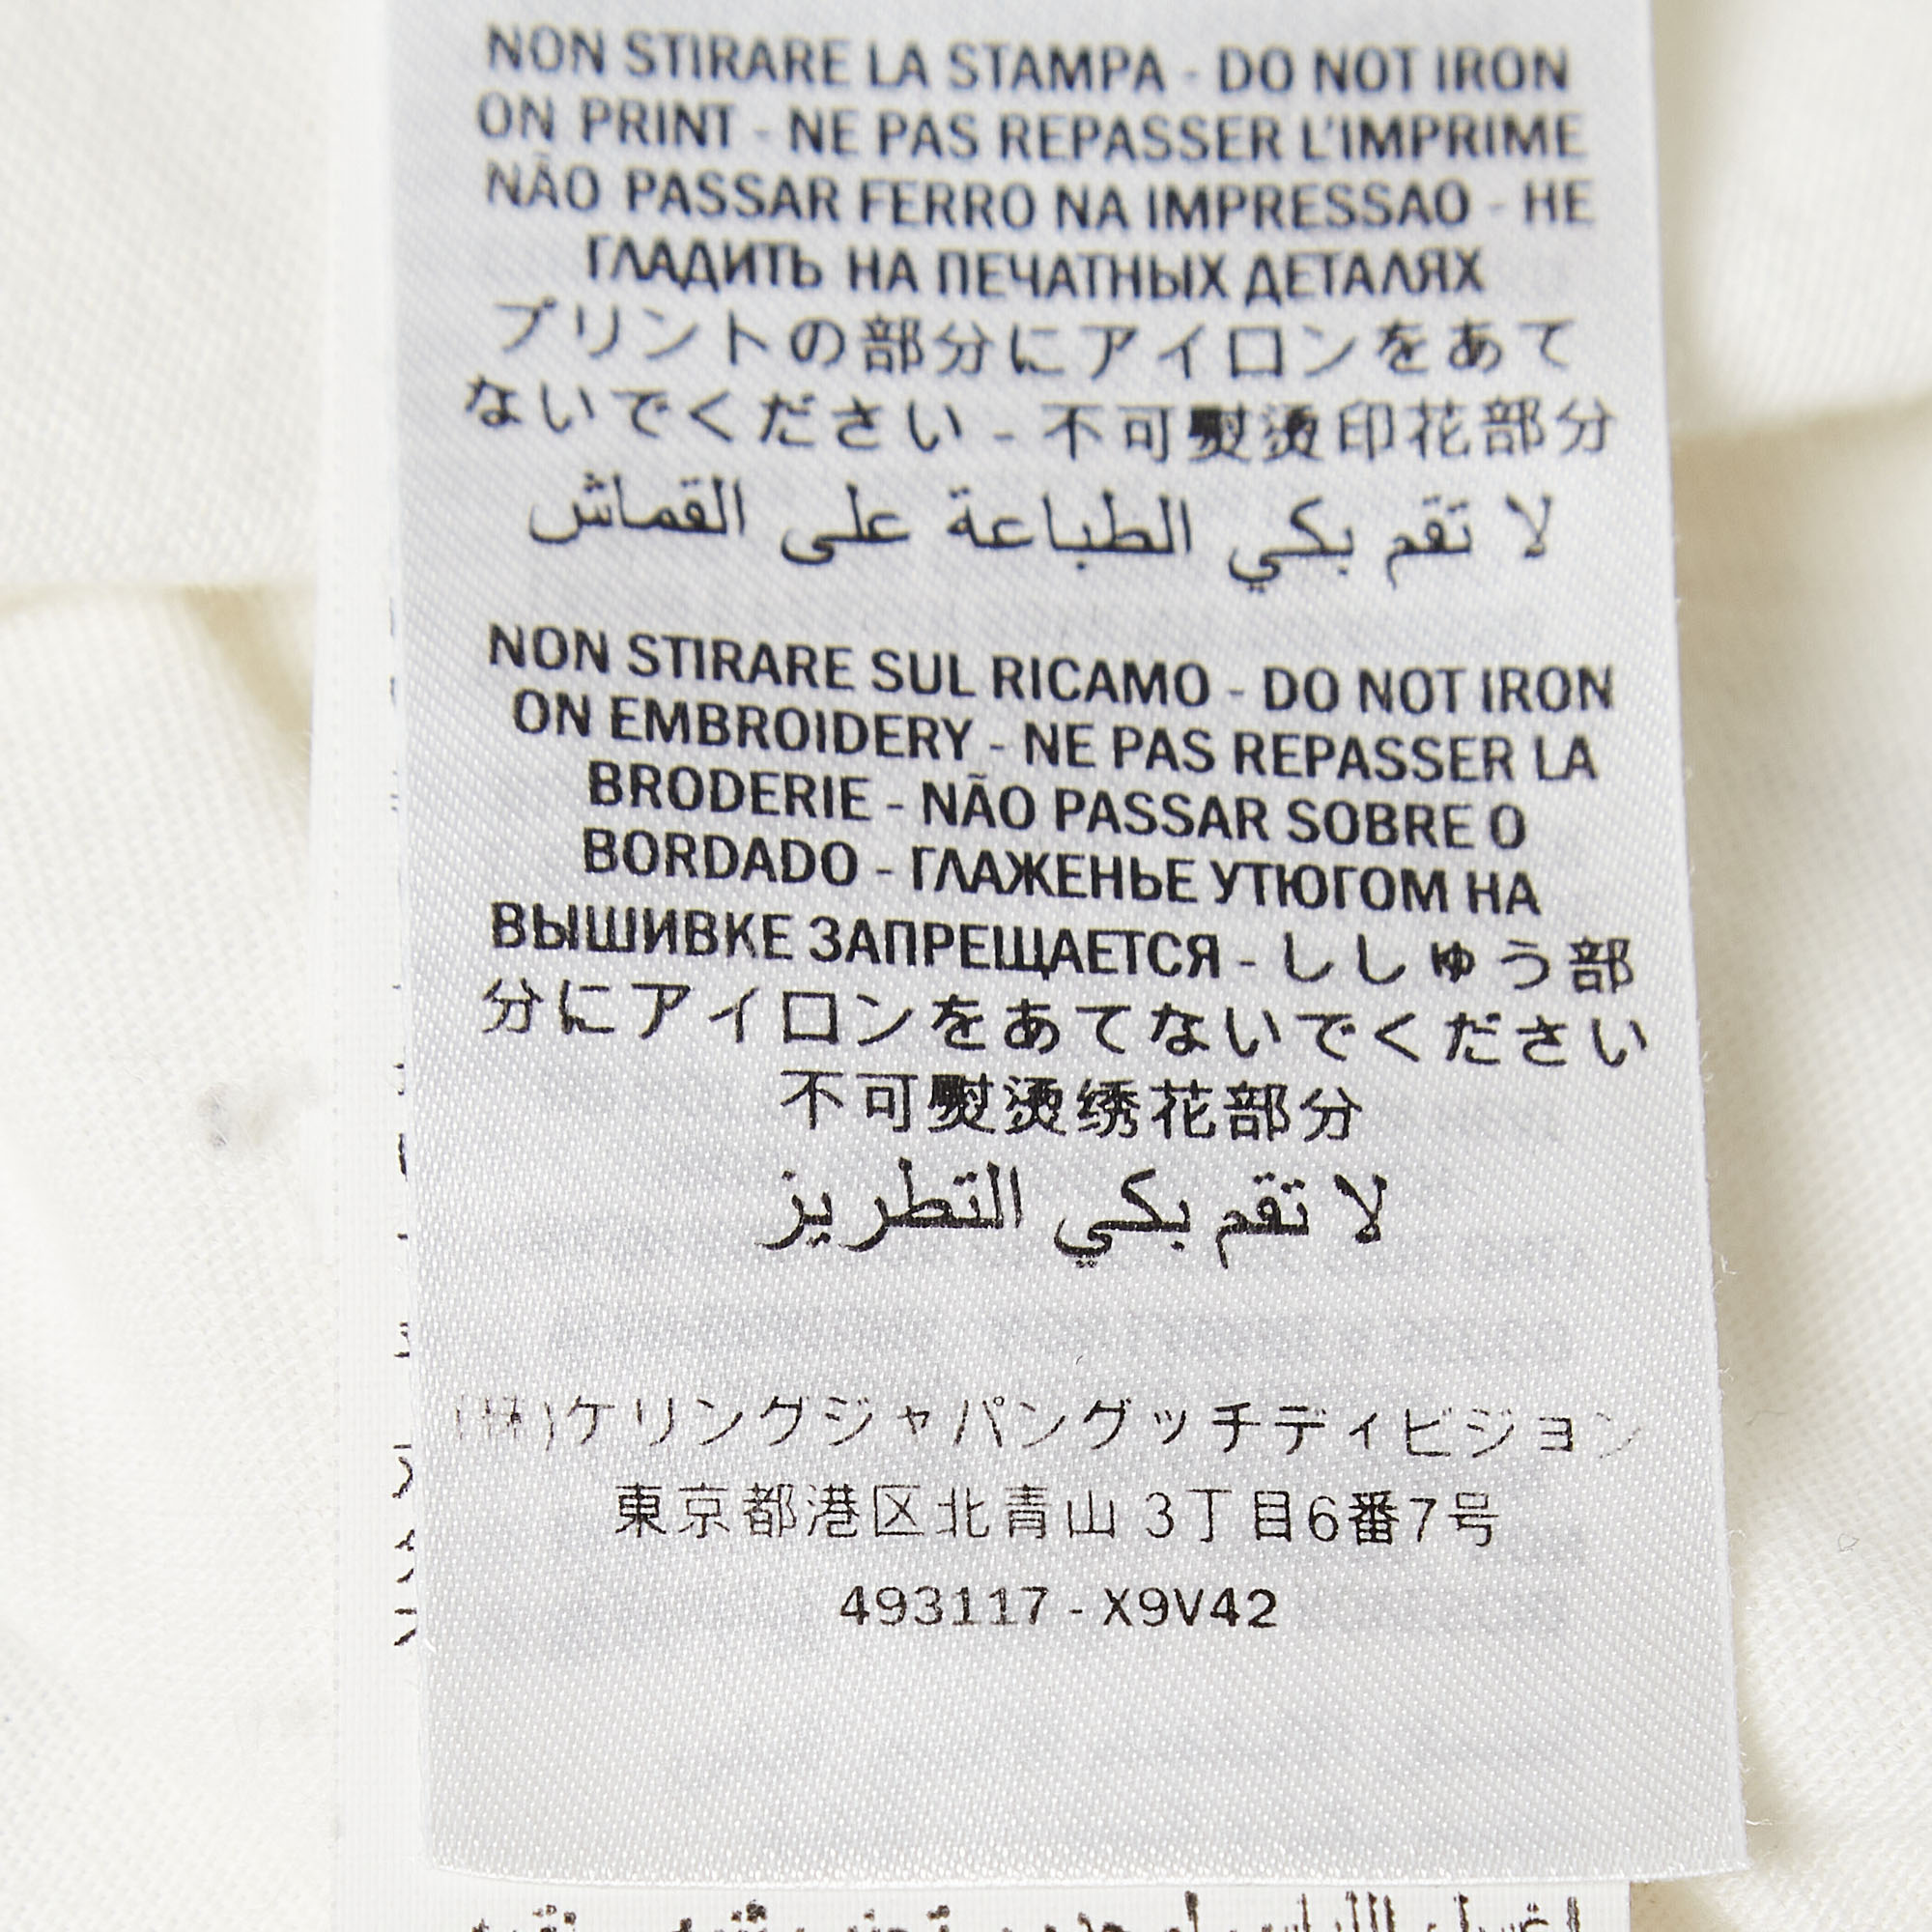 NON STIRARE LA STAMPA - DO NOT IRON
ON PRINT - NE PAS REPASSER L'IMPRIME
NÃO PASSAR FERRO NA IMPRESSAO - НЕ
ГЛАДИТЬ НА ПЕЧАТНЫХ ДЕТАЛЯХ
プリントの部分にアイロンをあて
ないでください - 不可熨烫印花部分
لا تقم بكي الطباعة على القماش
NON STIRARE SUL RICAMO - DO NOT IRON
ON EMBROIDERY - NE PAS REPASSER LA
BRODERIE - NÃO PASSAR SOBRE O
BORDADO - ГЛАЖЕНЬЕ УТЮГОМ НА
ВЫШИВКЕ ЗАПРЕЩАЕТСЯ - ししゅう部
分にアイロンをあてないでください
不可熨烫绣花部分
لا تقم بكي التطريز
(株)ケリングジャパングッチディビジョン
東京都港区北青山 3丁目6番7号
493117 - X9V42